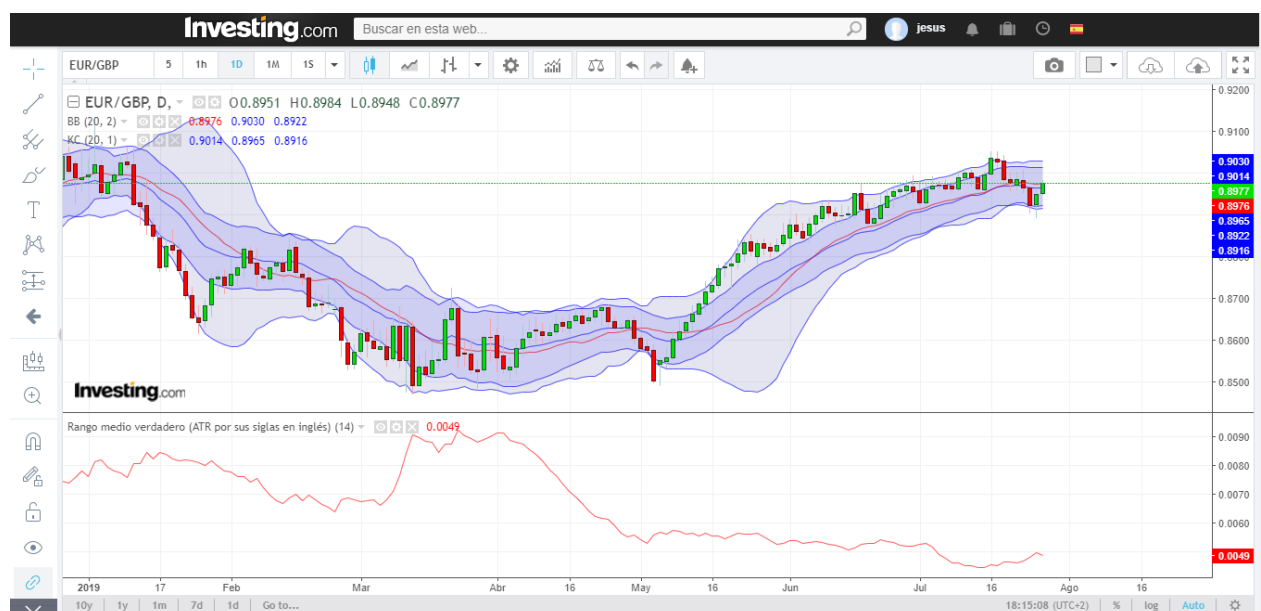 Investing.com Buscar en esta web... jesus
EUR/GBP 5 1h 1D 1M 1S
EUR/GBP, D, O0.8951 H0.8984 L0.8948 C0.8977
BB (20, 2) 0.8976 0.9030 0.8922
KC (20, 1) 0.9014 0.8965 0.8916
0.9200
0.9100
0.9030
0.9014
0.8977
0.8976
0.8965
0.8922
0.8916
0.8800
0.8700
0.8600
0.8500
Investing.com
Rango medio verdadero (ATR por sus siglas en inglés) (14) 0.0049
0.0090
0.0080
0.0070
0.0060
0.0049
2019 17 Feb Mar Abr 16 May 16 Jun Jul 16 Ago 16
10y 1y 1m 7d 1d Go to... 18:15:08 (UTC+2) % log Auto